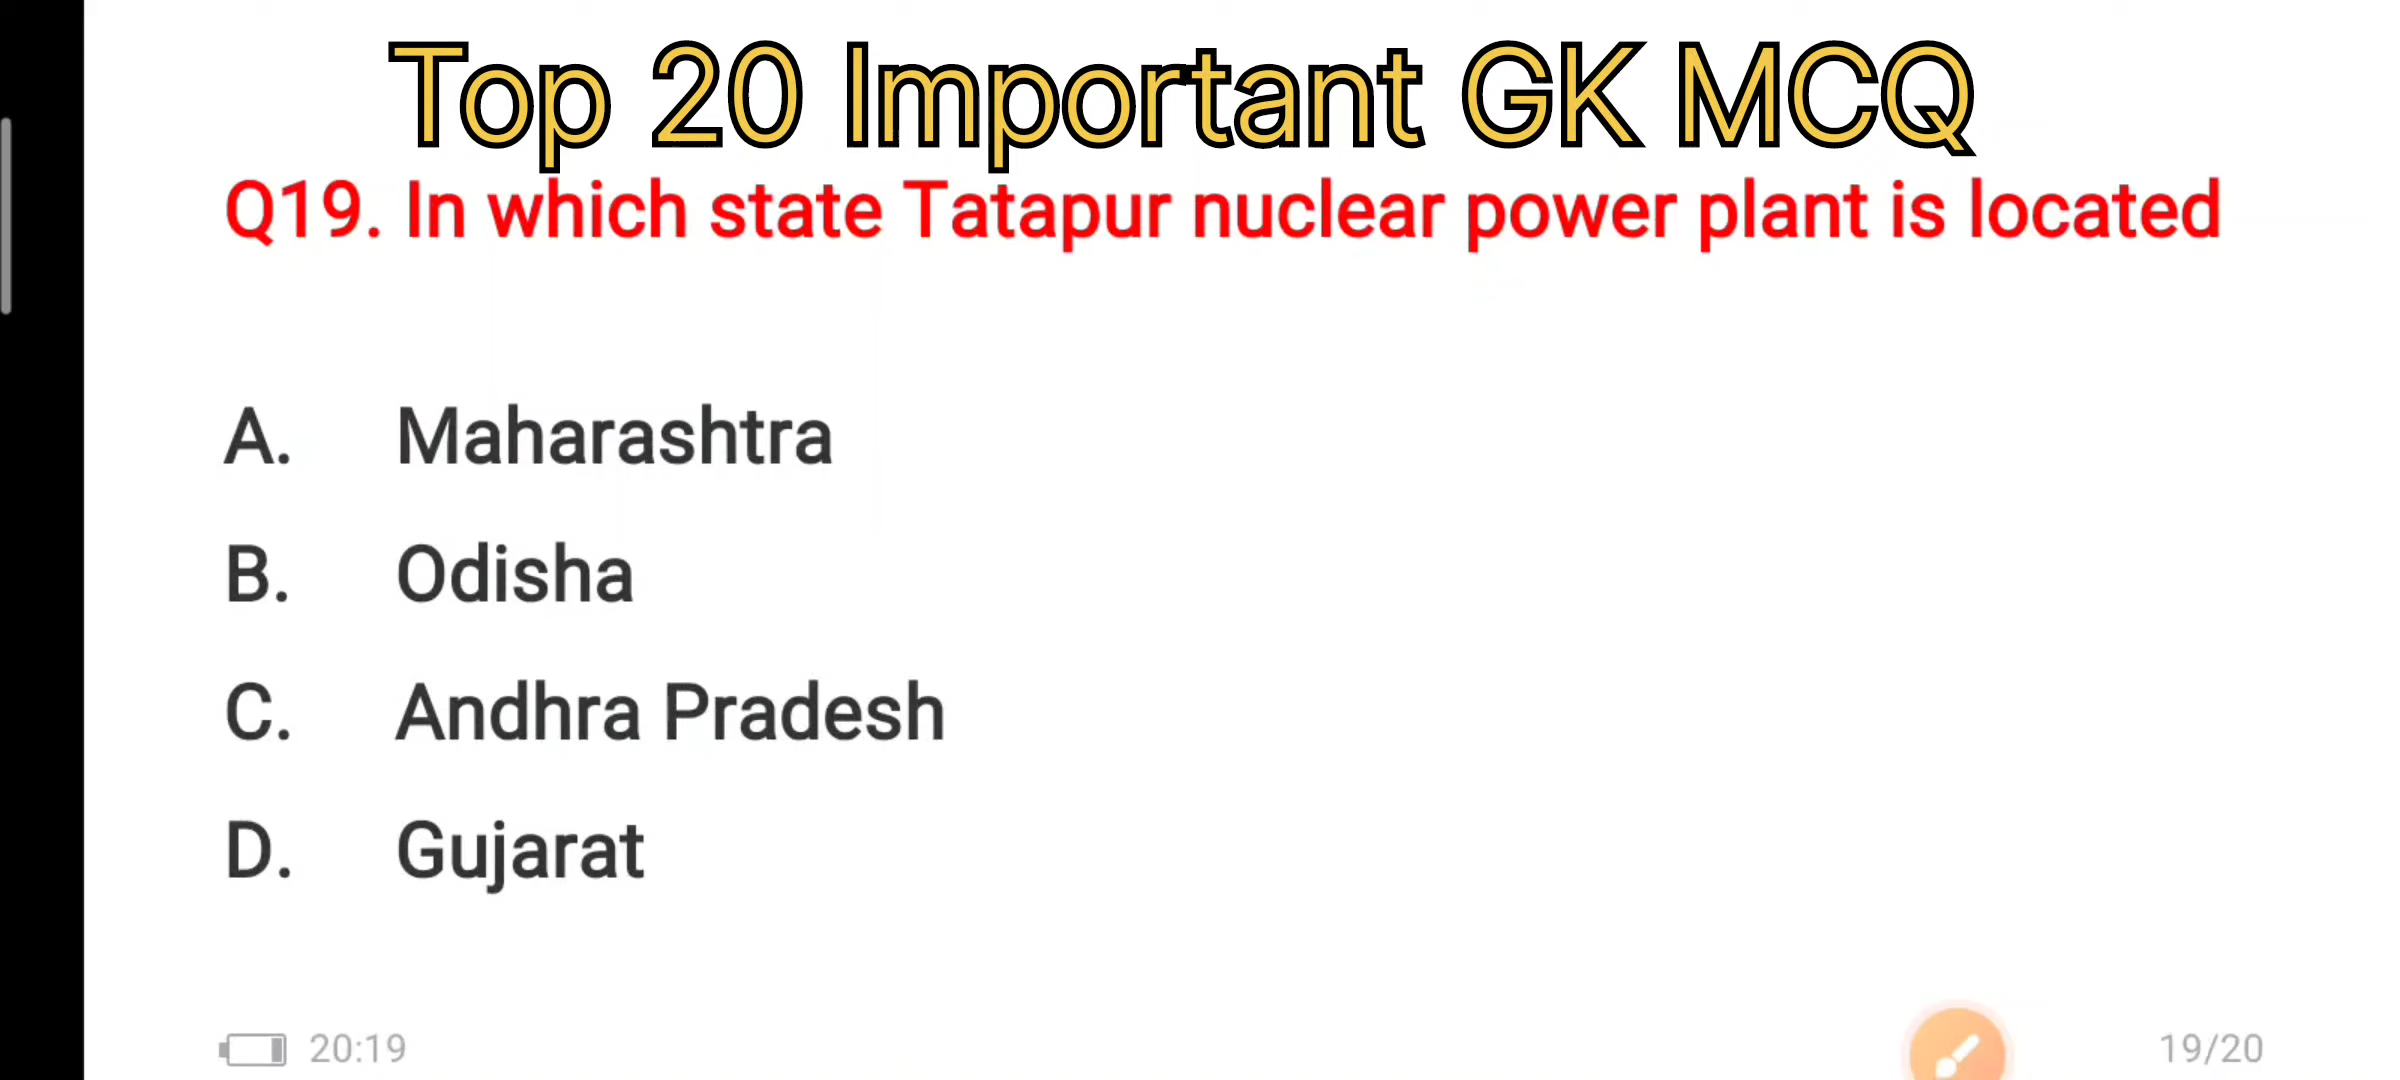 Top 20 Important GK MCQ
Q19. In which state Tatapur nuclear power plant is located
A. Maharashtra
B. Odisha
C. Andhra Pradesh
D. Gujarat
20:19
19/20